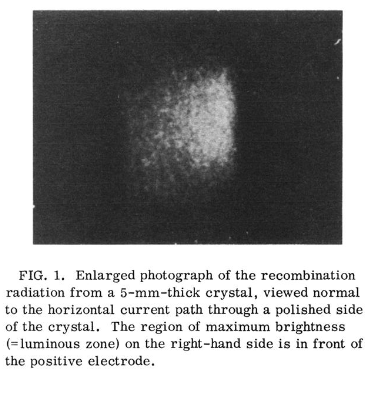 FIG. 1. Enlarged photograph of the recombination
radiation from a 5-mm-thick crystal, viewed normal
to the horizontal current path through a polished side
of the crystal. The region of maximum brightness
(=luminous zone) on the right-hand side is in front of
the positive electrode.